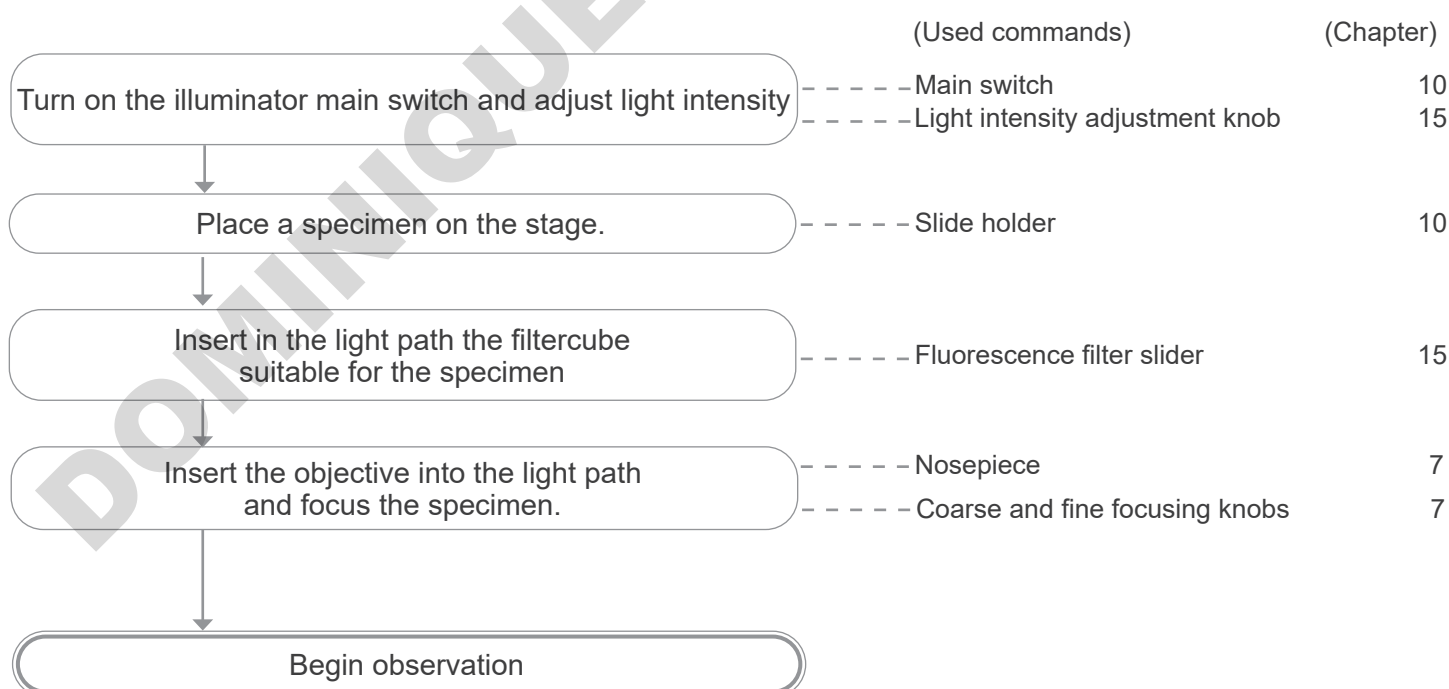 (Used commands) (Chapter)
Turn on the illuminator main switch and adjust light intensity
Main switch 10
Light intensity adjustment knob 15
Place a specimen on the stage.
Slide holder 10
Insert in the light path the filtercube
suitable for the specimen
Fluorescence filter slider 15
Insert the objective into the light path
and focus the specimen.
Nosepiece 7
Coarse and fine focusing knobs 7
Begin observation
DOMINIQUE